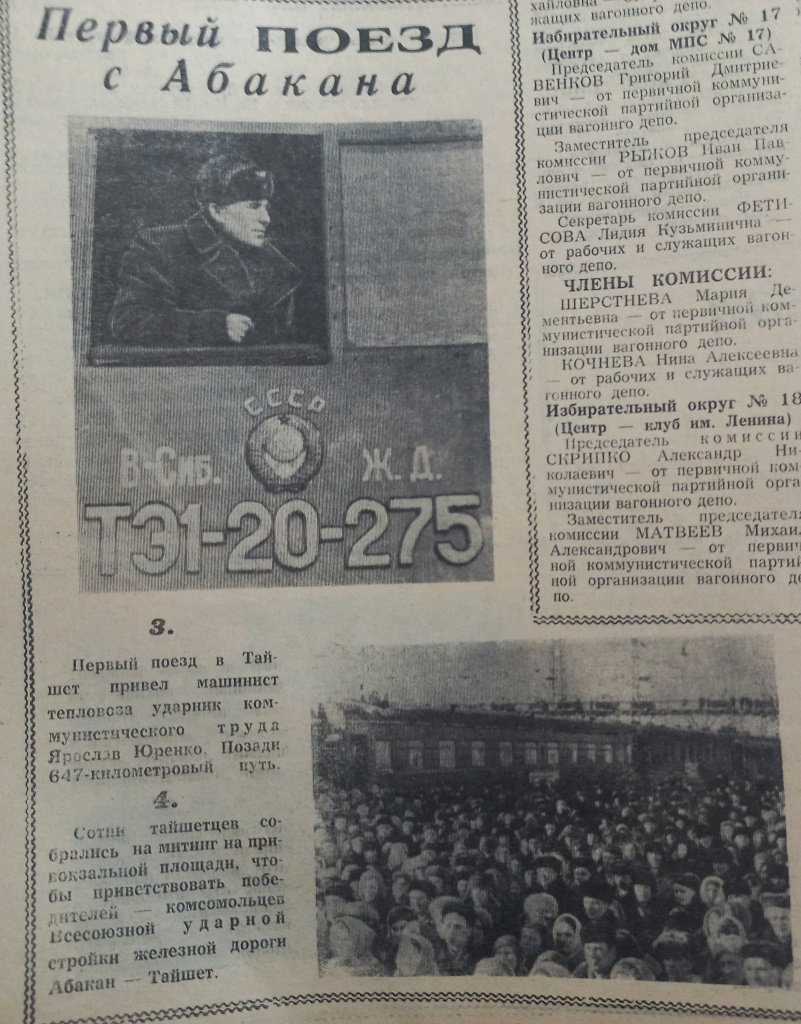 Первый ПОЕЗД
с Абакана
СССР
В-Сиб. Ж.Д.
ТЭ1-20-275
3.
Первый поезд в Тай-
шет привел машинист
тепловоза ударник ком-
мунистического труда
Ярослав Юренко. Позади
647-километровый путь.
4.
Сотни тайшетцев со-
брались на митинг на при-
вокзальной площади, что-
бы приветствовать побе-
дителей — комсомольцев
Всесоюзной ударной
стройки железной дороги
Абакан — Тайшет.
хайловна —
жащих вагонного депо.
Избирательный округ № 17
(Центр — дом МПС № 17)
Председатель комиссии СА-
ВЕНКОВ Григорий Дмитрие-
вич — от первичной коммуни-
стической партийной организа-
ции вагоннго депо.
Заместитель председателя
комиссии РЫЖКОВ Иван Пав-
лович — от первичной комму-
нистической партийной органи-
зации вагонного депо.
Секретарь комиссии ФЕТИ-
СОВА Лидия Кузьминична —
от рабочих и служащих вагон-
ного депо.
ЧЛЕНЫ КОМИССИИ:
ШЕРСТНЕВА Мария Де-
ментьевна — от первичной ком-
мунистической партийной орга-
низации вагонного депо.
КОЧНЕВА Нина Алексеевна
— от рабочих и служащих ва-
гонного депо.
Избирательный округ № 18
(Центр — клуб им. Ленина)
Председатель комиссии
СКРИПКО Александр Ни-
колаевич — от первичной ком-
мунистической партийной орга-
низации вагонного депо.
Заместитель председателя
комиссии МАТВЕЕВ Михаил
Александрович — от первич-
ной коммунистической партий-
ной организации вагонного де-
по.